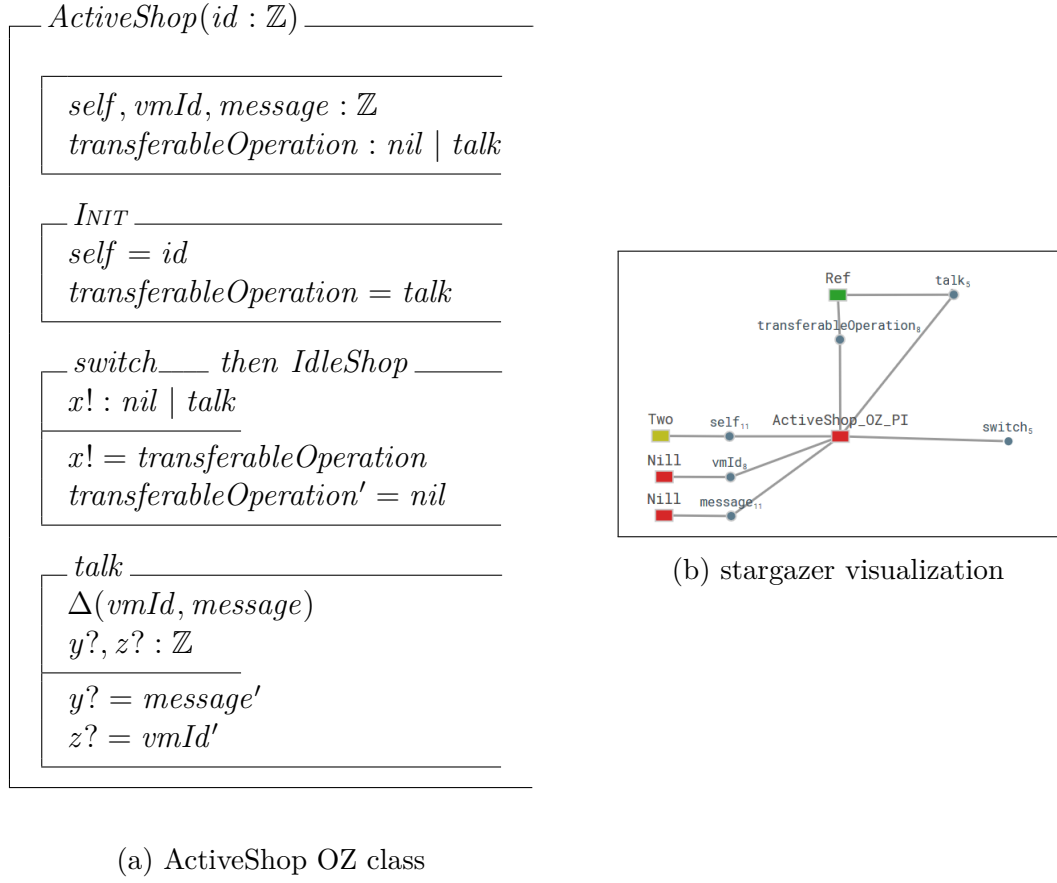 ActiveShop(id : ℤ)
self, vmId, message : ℤ
transferableOperation : nil | talk
INIT
self = id
transferableOperation = talk
switch then IdleShop
x! : nil | talk
x! = transferableOperation
transferableOperation′ = nil
talk
Δ(vmId, message)
y?, z? : ℤ
y? = message′
z? = vmId′
(a) ActiveShop OZ class
Ref
talk₅
transferableOperation₈
Two
self₁₁
ActiveShop_OZ_PI
switch₅
Nill
vmId₈
Nill
message₁₁
(b) stargazer visualization